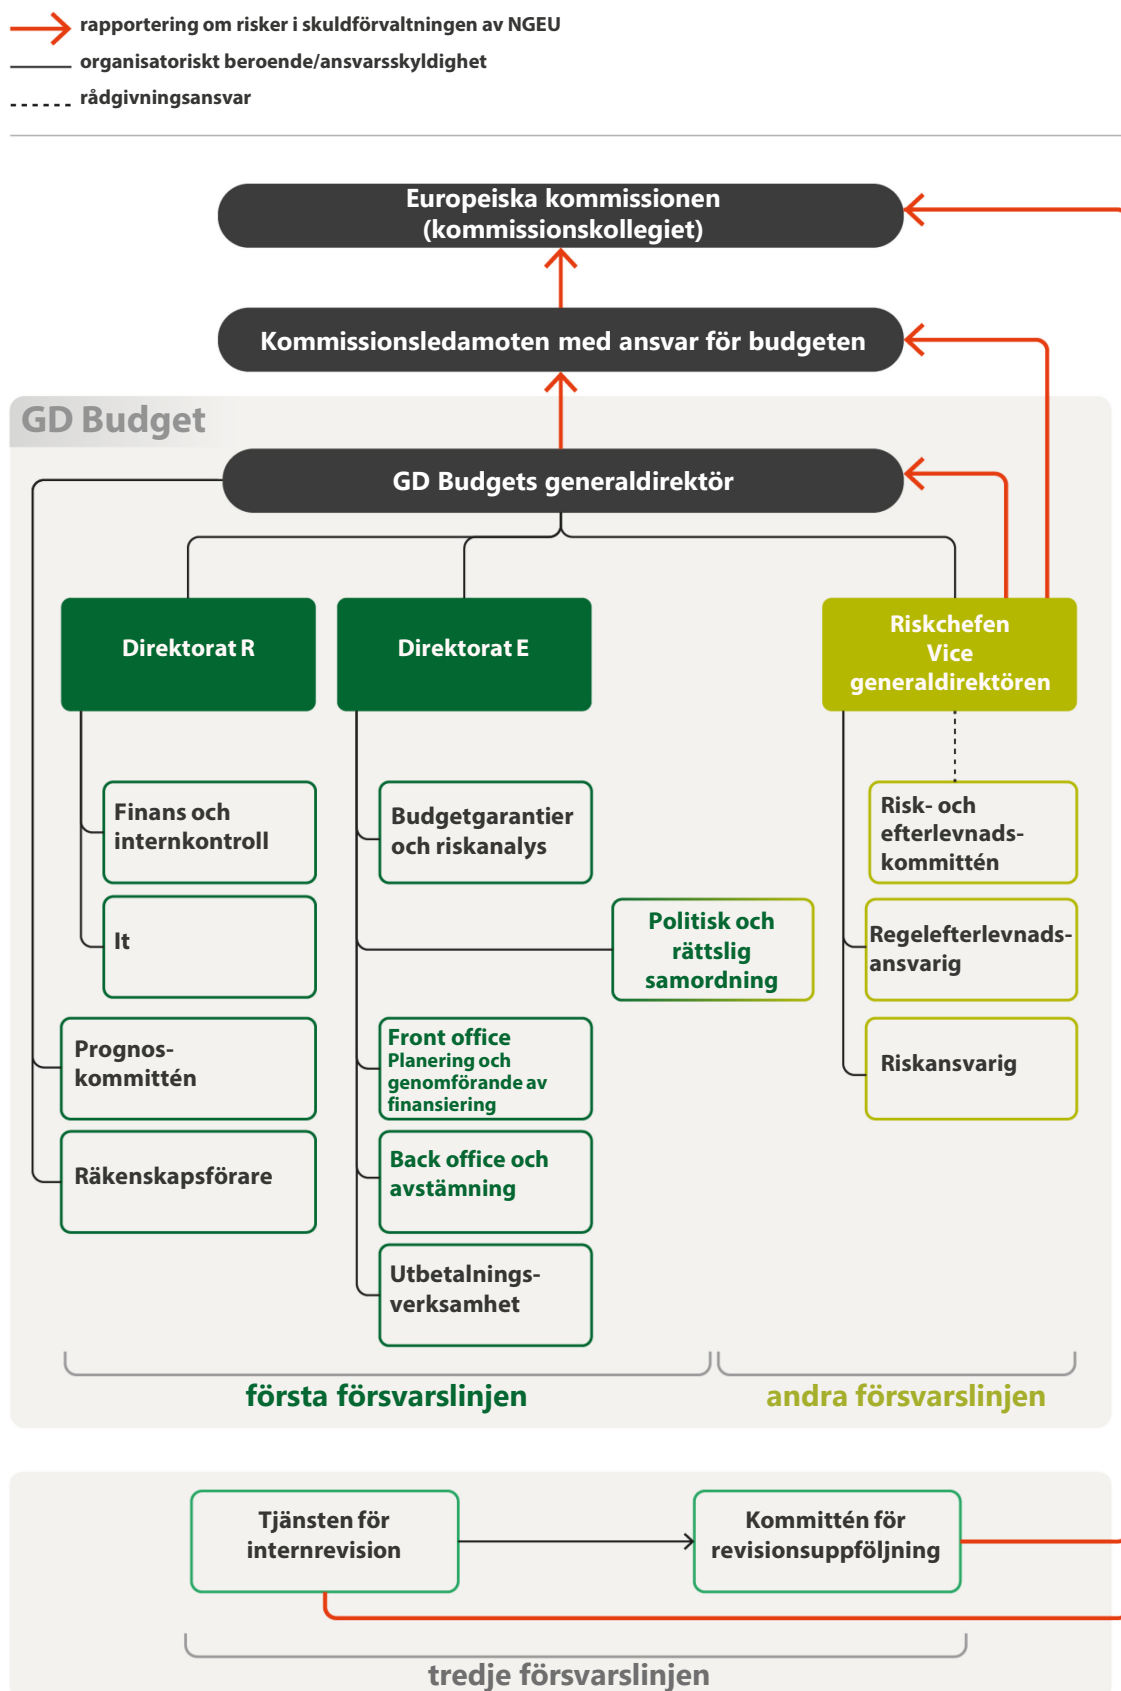 rapportering om risker i skuldförvaltningen av NGEU
organisatoriskt beroende/ansvarsskyldighet
rådgivningsansvar
Europeiska kommissionen
(kommissionskollegiet)
Kommissionsledamoten med ansvar för budgeten
GD Budget
GD Budgets generaldirektör
Direktorat R
Direktorat E
Riskchefen
Vice
generaldirektören
Finans och
internkontroll
It
Prognos-
kommittén
Räkenskapsförare
Budgetgarantier
och riskanalys
Politisk och
rättslig
samordning
Front office
Planering och
genomförande av
finansiering
Back office och
avstämning
Utbetalnings-
verksamhet
Risk- och
efterlevnads-
kommittén
Regelefterlevnads-
ansvarig
Riskansvarig
första försvarslinjen
andra försvarslinjen
Tjänsten för
internrevision
Kommittén för
revisionsuppföljning
tredje försvarslinjen